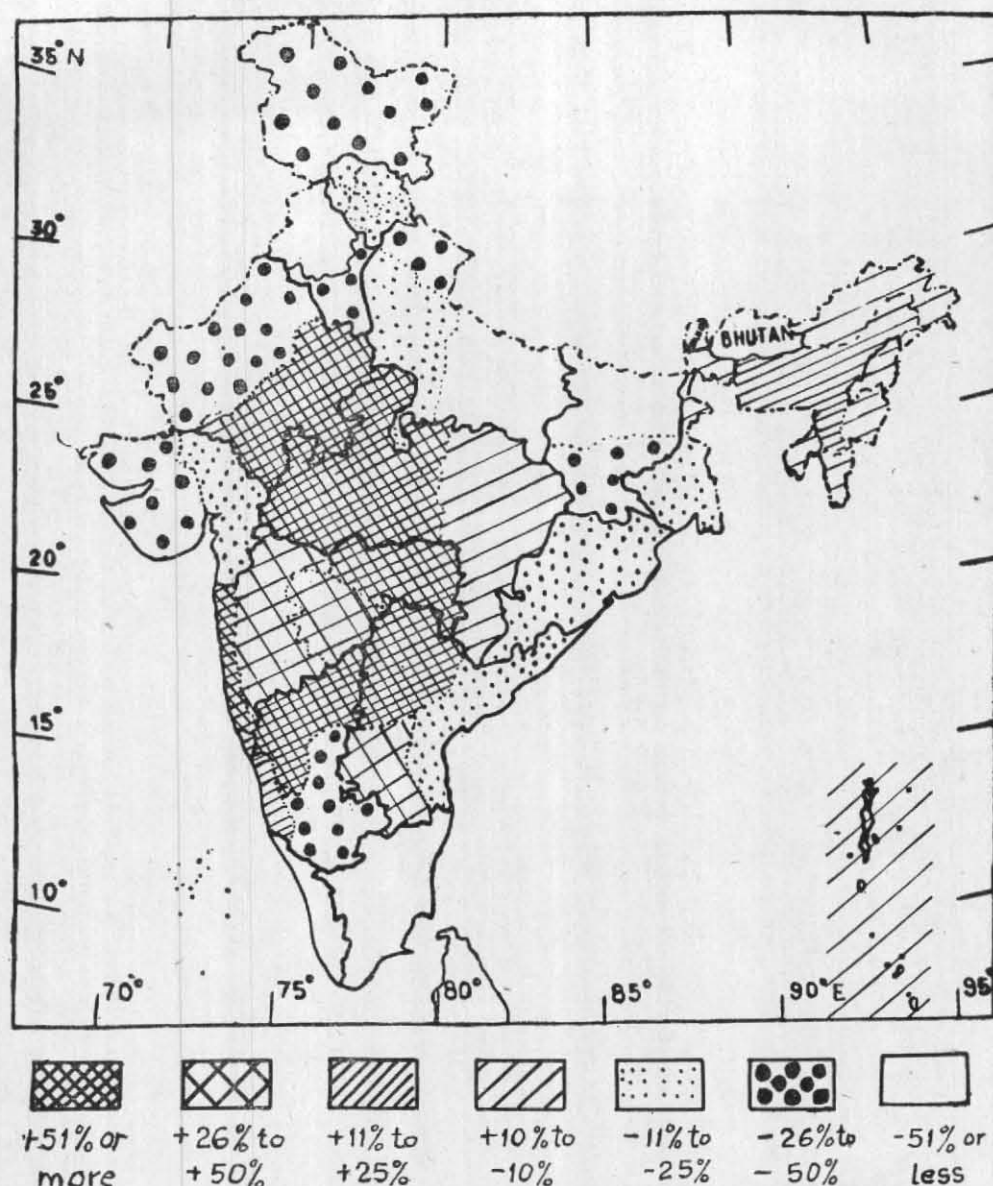 35° N
30°
BHUTAN
25°
20°
15°
10°
70° 75° 80° 85° 90° E 95°
+51% or +26% to +11% to +10% to -11% to -26% to -51% or
more +50% +25% -10% -25% -50% less